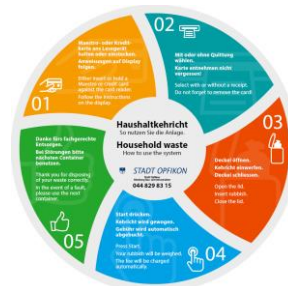 01
Maestro- oder Kredit-
karte ans Lesegerät
halten oder einstecken.
Anweisungen auf Display
folgen.
Either insert or hold a
Maestro or credit card
against the card reader.
Follow the instructions
on the display.
02
Mit oder ohne Quittung
wählen.
Karte entnehmen nicht
vergessen!
Select with or without a receipt.
Do not forget to remove the card!
03
Deckel öffnen.
Kehricht einwerfen.
Deckel schliessen.
Open the lid.
Insert rubbish.
Close the lid.
04
Start drücken.
Kehricht wird gewogen.
Gebühr wird automatisch
abgebucht.
Press Start.
Your rubbish will be weighed.
The fee will be charged
automatically.
05
Danke fürs fachgerechte
Entsorgen.
Bei Störungen bitte
nächsten Container
benutzen.
Thank you for disposing
of your waste correctly.
In the event of a fault,
please use the next
container.
Haushaltkehricht
So nutzen Sie die Anlage.
Household waste
How to use the system
STADT OPFIKON
044 829 83 15